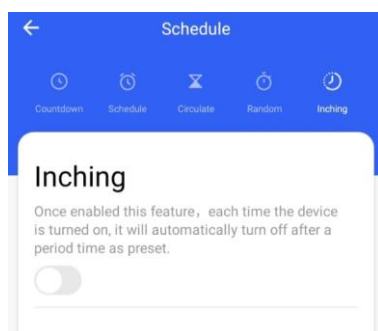 Schedule
Countdown Schedule Circulate Random Inching
Inching
Once enabled this feature，each time the device
is turned on, it will automatically turn off after a
period time as preset.